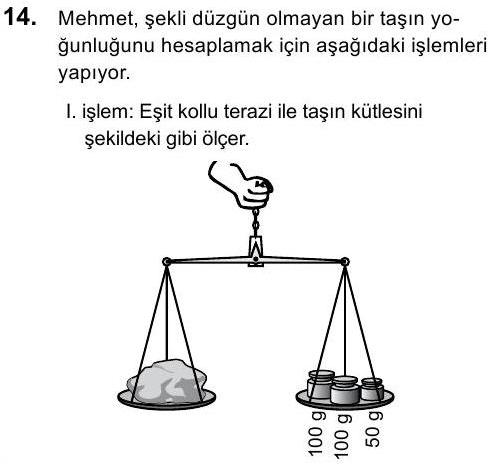 14. Mehmet, şekli düzgün olmayan bir taşın yo-
ğunluğunu hesaplamak için aşağıdaki işlemleri
yapıyor.
I. işlem: Eşit kollu terazi ile taşın kütlesini
şekildeki gibi ölçer.
100 g
100 g
50 g